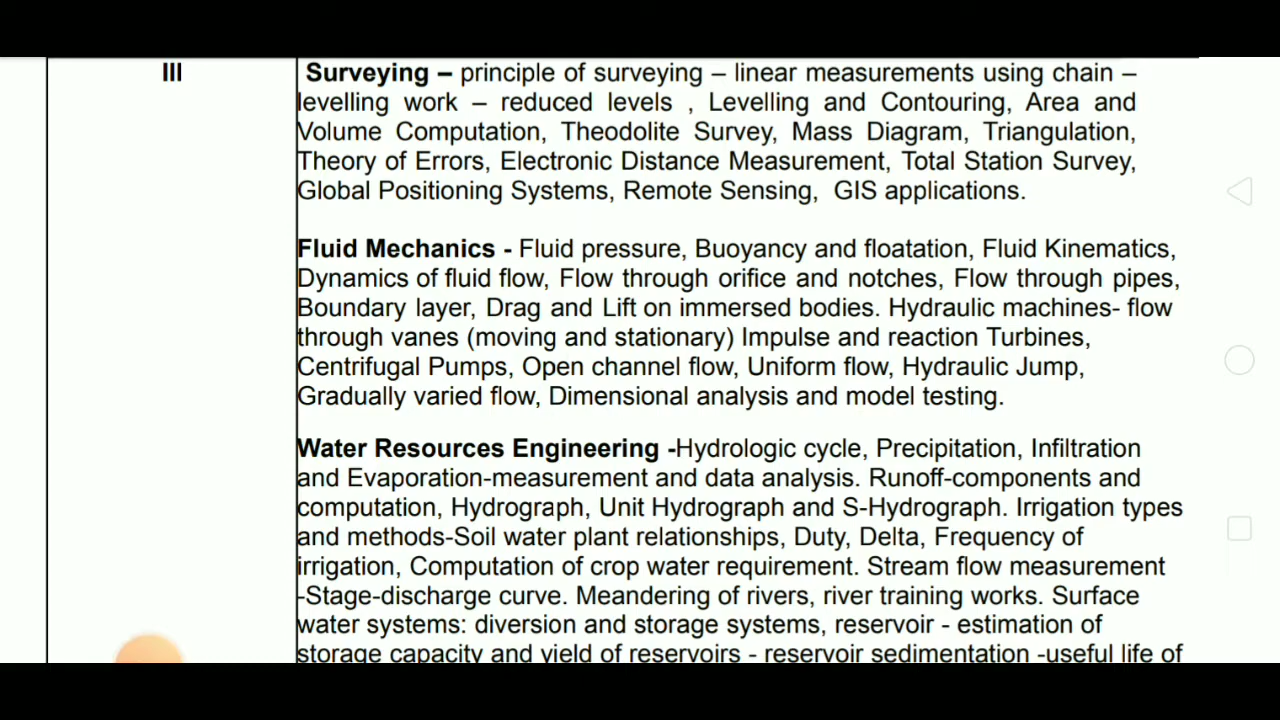 III
Surveying – principle of surveying – linear measurements using chain –
levelling work – reduced levels , Levelling and Contouring, Area and
Volume Computation, Theodolite Survey, Mass Diagram, Triangulation,
Theory of Errors, Electronic Distance Measurement, Total Station Survey,
Global Positioning Systems, Remote Sensing, GIS applications.
Fluid Mechanics - Fluid pressure, Buoyancy and floatation, Fluid Kinematics,
Dynamics of fluid flow, Flow through orifice and notches, Flow through pipes,
Boundary layer, Drag and Lift on immersed bodies. Hydraulic machines- flow
through vanes (moving and stationary) Impulse and reaction Turbines,
Centrifugal Pumps, Open channel flow, Uniform flow, Hydraulic Jump,
Gradually varied flow, Dimensional analysis and model testing.
Water Resources Engineering -Hydrologic cycle, Precipitation, Infiltration
and Evaporation-measurement and data analysis. Runoff-components and
computation, Hydrograph, Unit Hydrograph and S-Hydrograph. Irrigation types
and methods-Soil water plant relationships, Duty, Delta, Frequency of
irrigation, Computation of crop water requirement. Stream flow measurement
-Stage-discharge curve. Meandering of rivers, river training works. Surface
water systems: diversion and storage systems, reservoir - estimation of
storage capacity and yield of reservoirs - reservoir sedimentation -useful life of